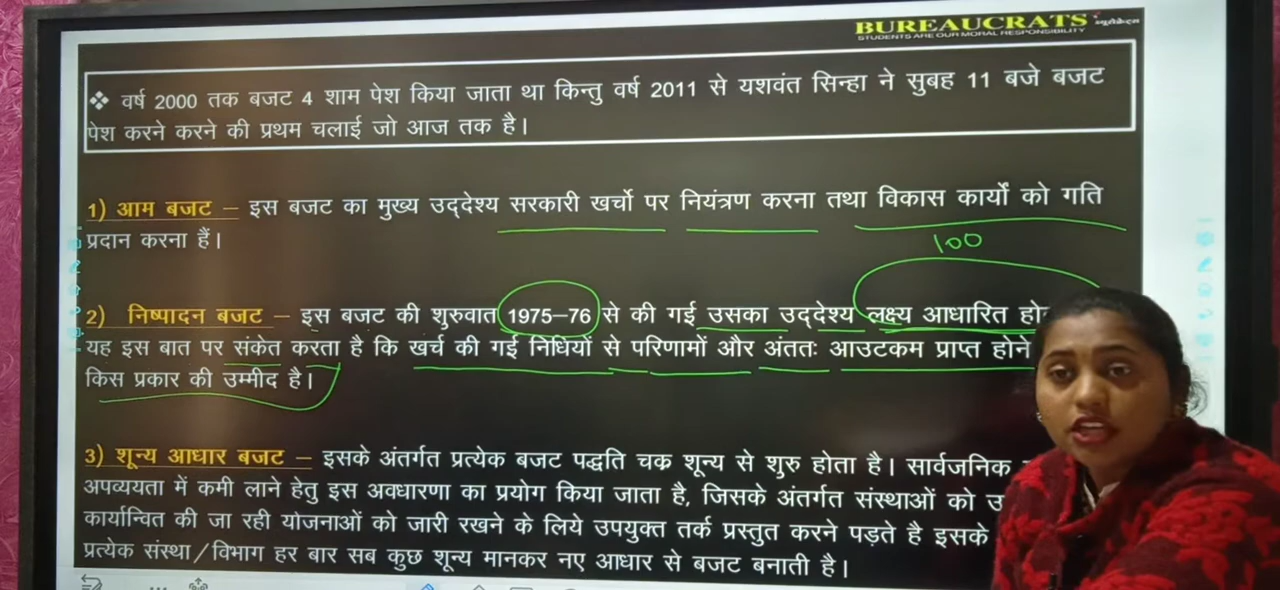 BUREAUCRATS ब्यूरोक्रेट्स
STUDENTS ARE OUR MORAL RESPONSIBILITY
❖ वर्ष 2000 तक बजट 4 शाम पेश किया जाता था किन्तु वर्ष 2011 से यशवंत सिन्हा ने सुबह 11 बजे बजट
पेश करने करने की प्रथम चलाई जो आज तक है।
1) आम बजट – इस बजट का मुख्य उद्देश्य सरकारी खर्चो पर नियंत्रण करना तथा विकास कार्यों को गति
प्रदान करना हैं।
100
2) निष्पादन बजट – इस बजट की शुरुवात 1975–76 से की गई उसका उद्देश्य लक्ष्य आधारित
यह इस बात पर संकेत करता है कि खर्च की गई निधियों से परिणामों और अंततः आउटकम प्राप्त होने
किस प्रकार की उम्मीद है।
3) शून्य आधार बजट – इसके अंतर्गत प्रत्येक बजट पद्धति चक्र शून्य से शुरु होता है। सार्वजनिक
अपव्ययता में कमी लाने हेतु इस अवधारणा का प्रयोग किया जाता है, जिसके अंतर्गत संस्थाओं को
कार्यान्वित की जा रही योजनाओं को जारी रखने के लिये उपयुक्त तर्क प्रस्तुत करने पड़ते है इसके
प्रत्येक संस्था/विभाग हर बार सब कुछ शून्य मानकर नए आधार से बजट बनाती है।